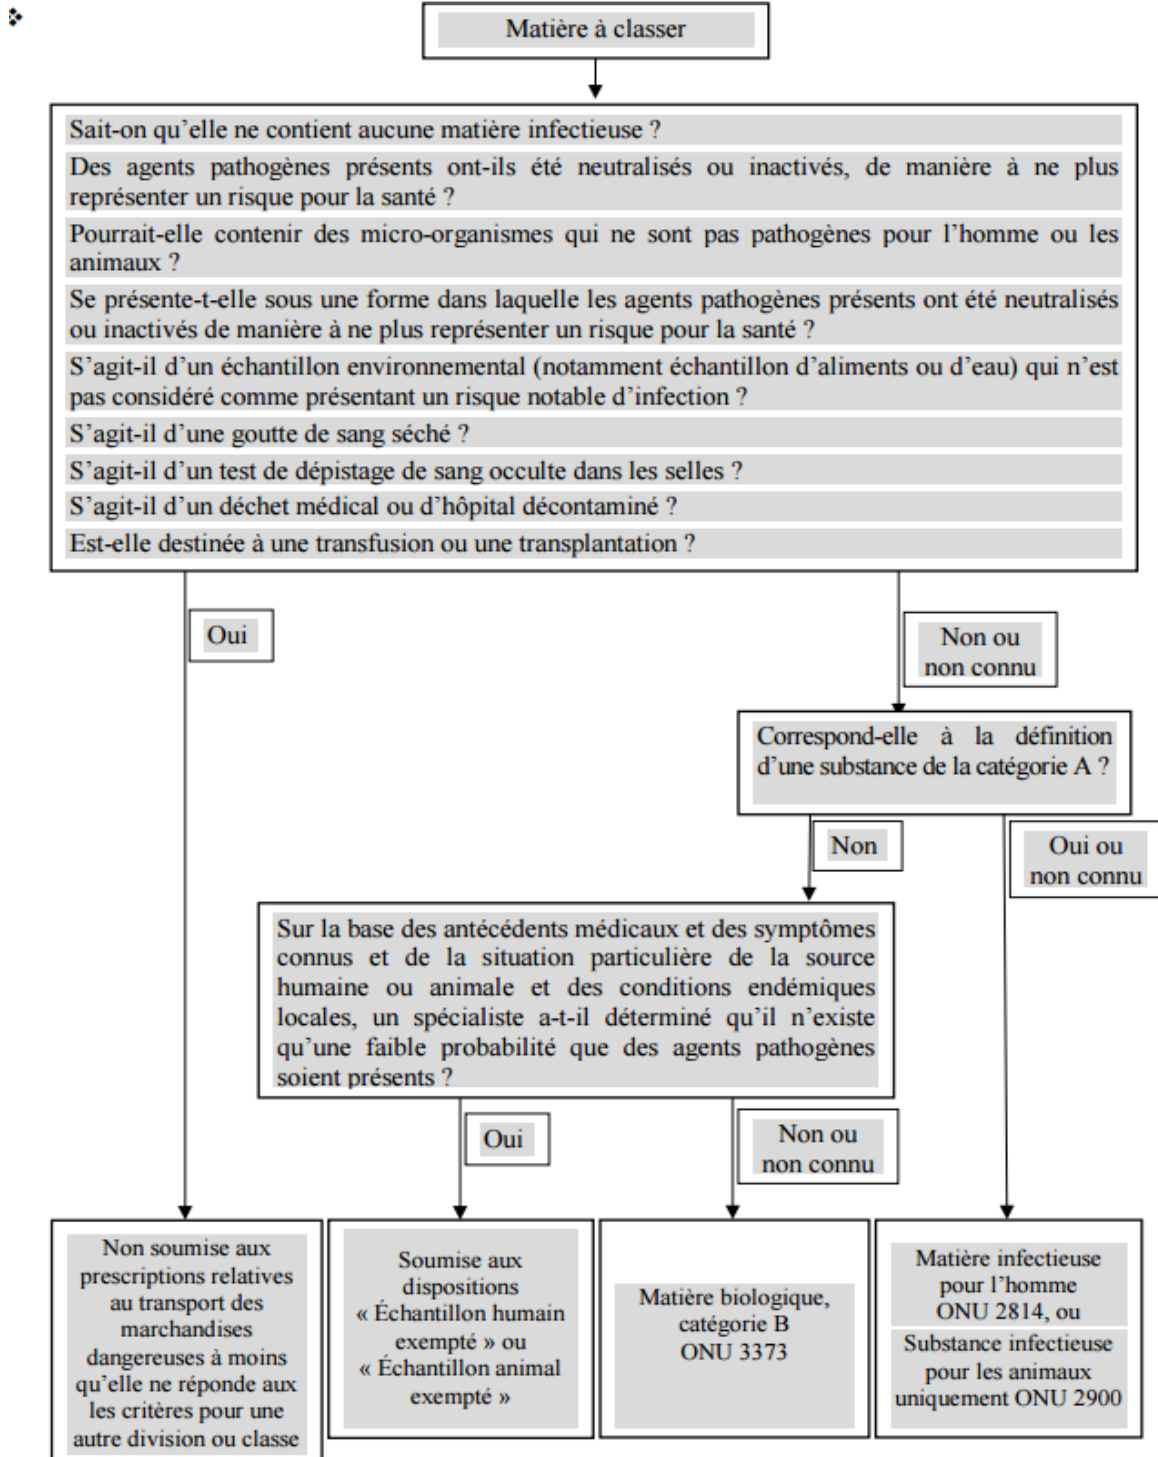 Matière à classer
Sait-on qu'elle ne contient aucune matière infectieuse ?
Des agents pathogènes présents ont-ils été neutralisés ou inactivés, de manière à ne plus
représenter un risque pour la santé ?
Pourrait-elle contenir des micro-organismes qui ne sont pas pathogènes pour l'homme ou les
animaux ?
Se présente-t-elle sous une forme dans laquelle les agents pathogènes présents ont été neutralisés
ou inactivés de manière à ne plus représenter un risque pour la santé ?
S'agit-il d'un échantillon environnemental (notamment échantillon d'aliments ou d'eau) qui n'est
pas considéré comme présentant un risque notable d'infection ?
S'agit-il d'une goutte de sang séché ?
S'agit-il d'un test de dépistage de sang occulte dans les selles ?
S'agit-il d'un déchet médical ou d'hôpital décontaminé ?
Est-elle destinée à une transfusion ou une transplantation ?
Oui
Non ou
non connu
Correspond-elle à la définition
d'une substance de la catégorie A ?
Non
Oui ou
non connu
Sur la base des antécédents médicaux et des symptômes
connus et de la situation particulière de la source
humaine ou animale et des conditions endémiques
locales, un spécialiste a-t-il déterminé qu'il n'existe
qu'une faible probabilité que des agents pathogènes
soient présents ?
Oui
Non ou
non connu
Non soumise aux
prescriptions relatives
au transport des
marchandises
dangereuses à moins
qu'elle ne réponde aux
les critères pour une
autre division ou classe
Soumise aux
dispositions
« Échantillon humain
exempté » ou
« Échantillon animal
exempté »
Matière biologique,
catégorie B
ONU 3373
Matière infectieuse
pour l'homme
ONU 2814, ou
Substance infectieuse
pour les animaux
uniquement ONU 2900